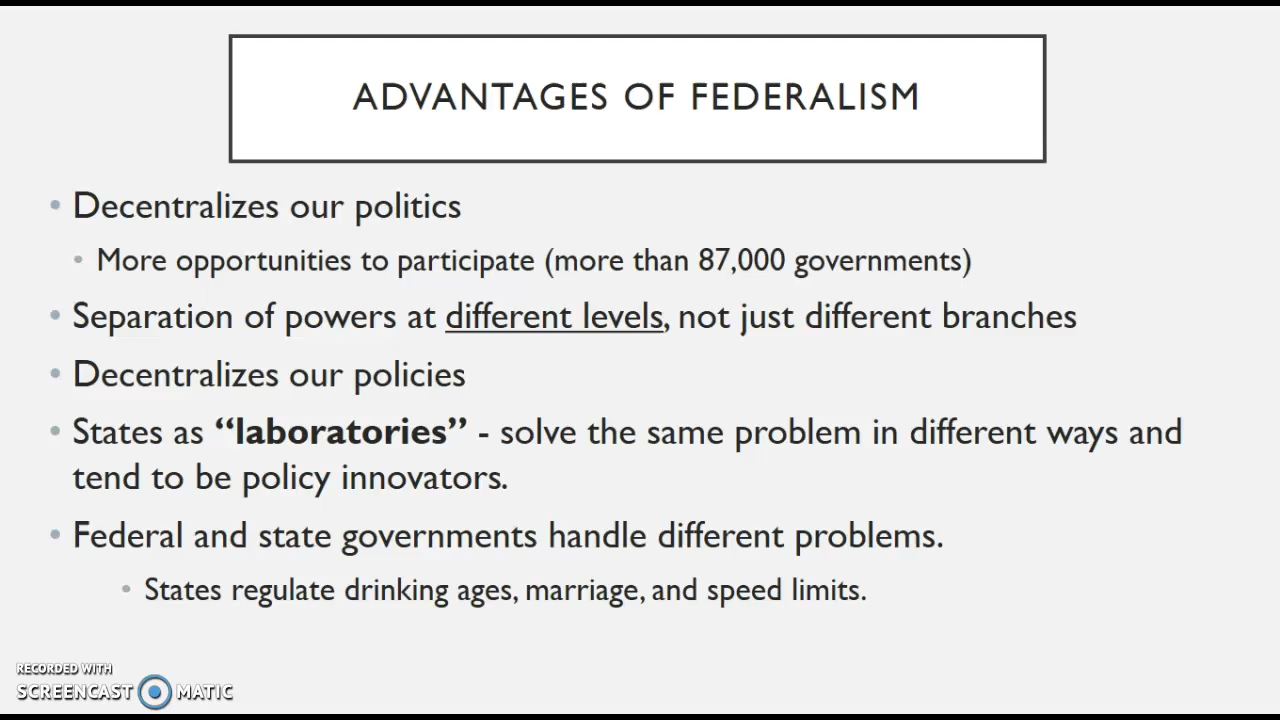 ADVANTAGES OF FEDERALISM
• Decentralizes our politics
• More opportunities to participate (more than 87,000 governments)
• Separation of powers at different levels, not just different branches
• Decentralizes our policies
• States as “laboratories” - solve the same problem in different ways and
tend to be policy innovators.
• Federal and state governments handle different problems.
• States regulate drinking ages, marriage, and speed limits.
RECORDED WITH
SCREENCAST MATIC